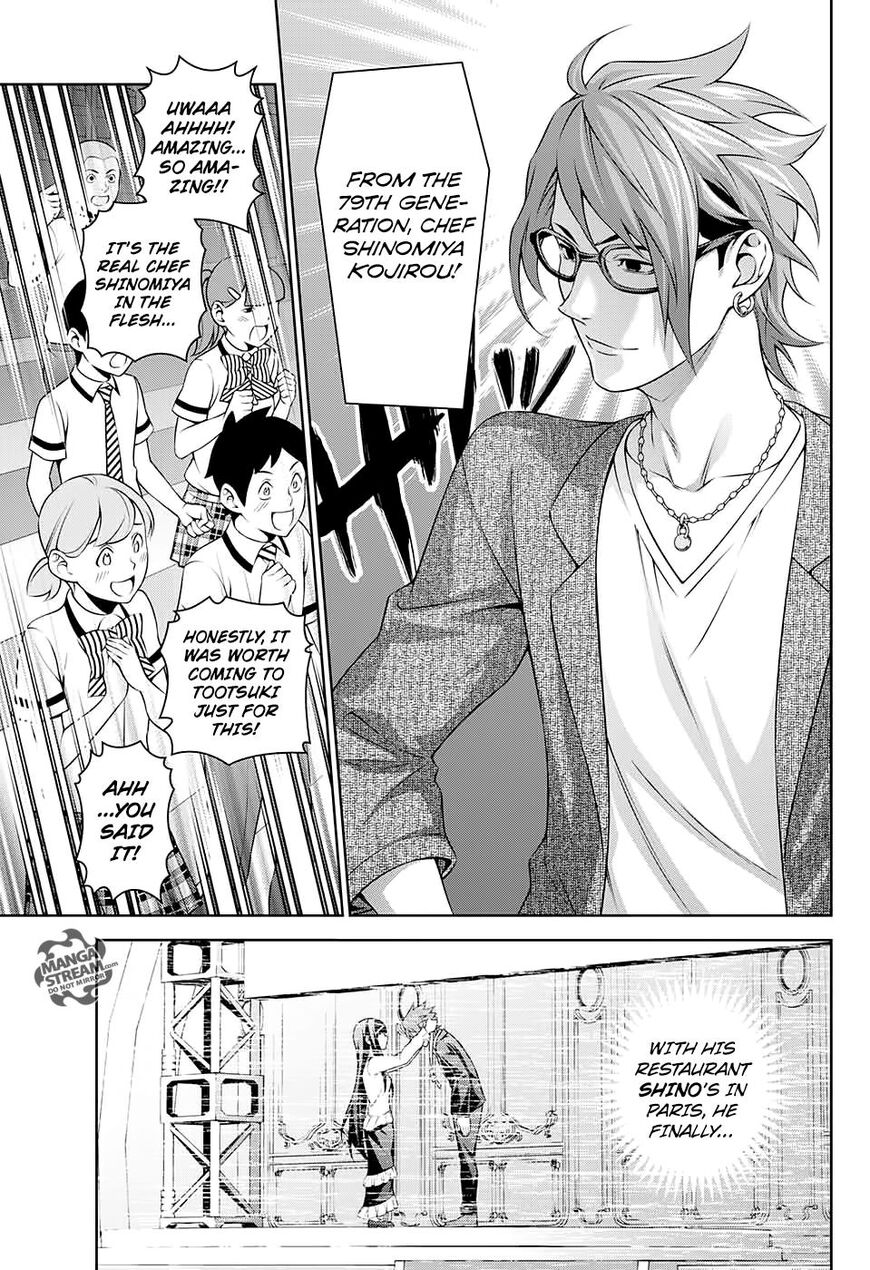 FROM THE
79TH GENE-
RATION, CHEF
SHINOMIYA
KOJIROU!
UWAAA
AHHHH!
AMAZING...
SO AMA-
ZING!!
IT'S THE
REAL CHEF
SHINOMIYA
IN THE
FLESH...
HONESTLY, IT
WAS WORTH
COMING TO
TOOTSUKI
JUST FOR
THIS!
AHH
...YOU
SAID
IT!
WITH HIS
RESTAURANT
SHINO'S IN
PARIS, HE
FINALLY...
MANGA
STREAM.com
DO NOT MIRROR